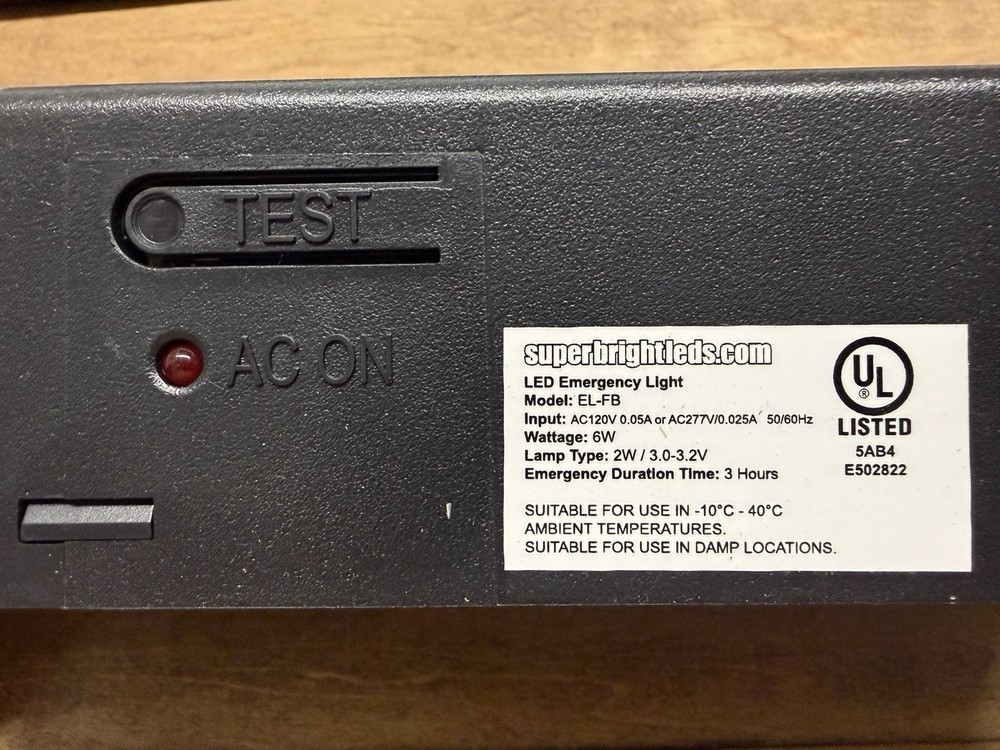 TEST
AC ON
superbrightleds.com
LED Emergency Light
Model: EL-FB
Input: AC120V 0.05A or AC277V/0.025A 50/60Hz
Wattage: 6W
Lamp Type: 2W / 3.0-3.2V
Emergency Duration Time: 3 Hours
SUITABLE FOR USE IN -10°C - 40°C
AMBIENT TEMPERATURES.
SUITABLE FOR USE IN DAMP LOCATIONS.
UL ®
LISTED
5AB4
E502822